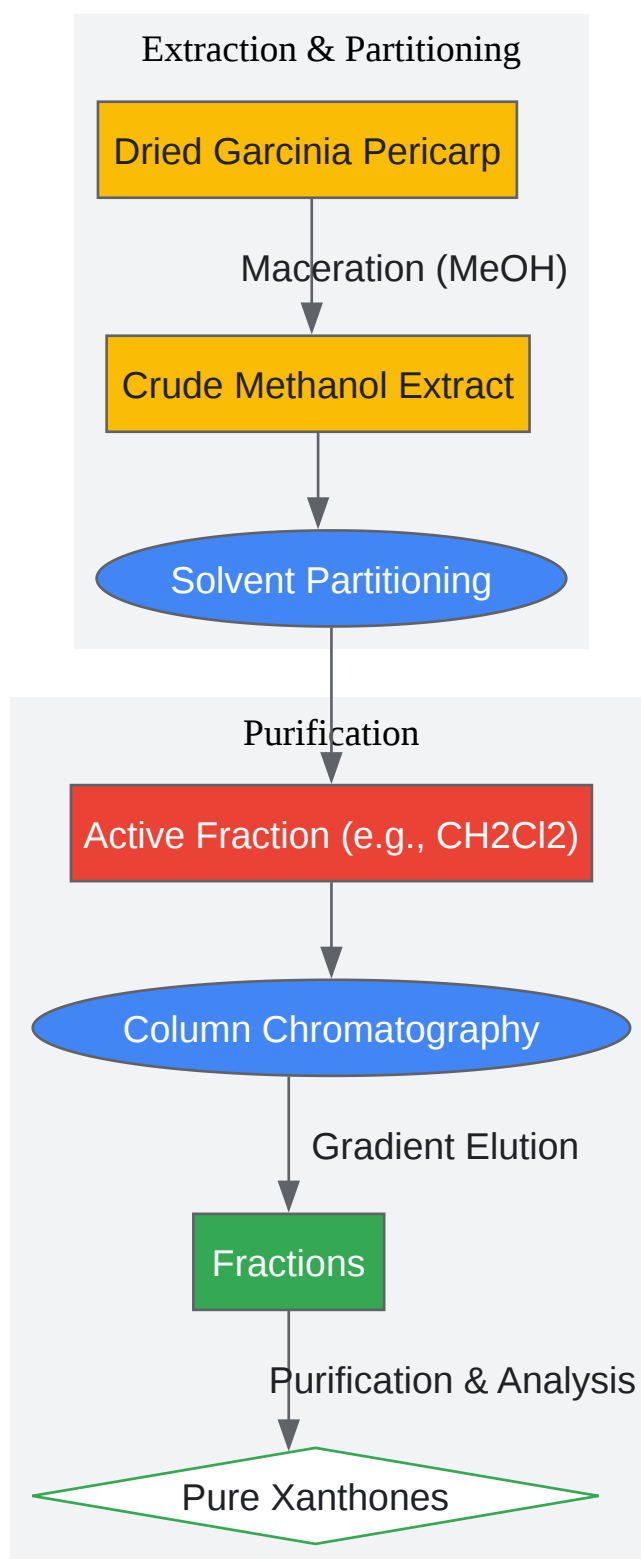 Extraction & Partitioning
Dried Garcinia Pericarp
Maceration (MeOH)
Crude Methanol Extract
Solvent Partitioning
Purification
Active Fraction (e.g., CH2Cl2)
Column Chromatography
Gradient Elution
Fractions
Purification & Analysis
Pure Xanthones